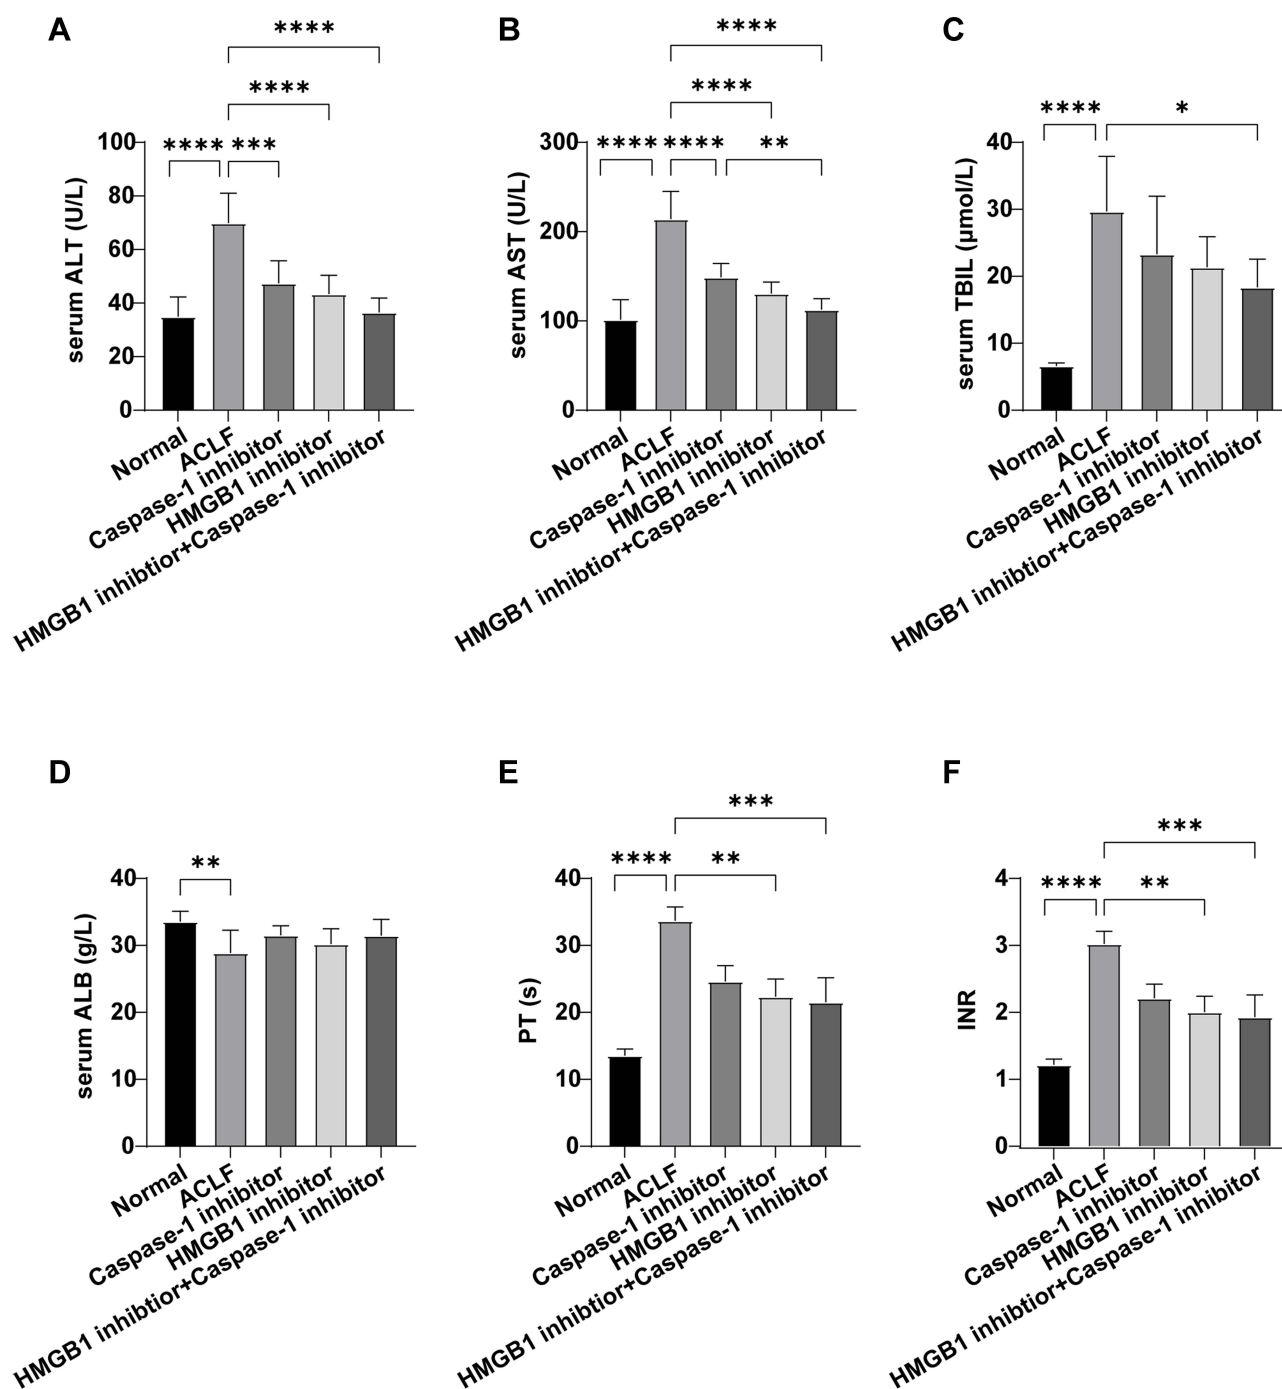 A
B
C
****
****
****
****
****
*
**** ***
**** **** **
serum ALT (U/L)
100
80
60
40
20
0
Normal
ACLF
Caspase-1 inhibitor
HMGB1 inhibitor
HMGB1 inhibtior+Caspase-1 inhibitor
serum AST (U/L)
300
200
100
0
Normal
ACLF
Caspase-1 inhibitor
HMGB1 inhibitor
HMGB1 inhibtior+Caspase-1 inhibitor
serum TBIL (μmol/L)
40
30
20
10
0
Normal
ACLF
Caspase-1 inhibitor
HMGB1 inhibitor
HMGB1 inhibtior+Caspase-1 inhibitor
D
E
F
**
***
**** **
***
**** **
serum ALB (g/L)
40
30
20
10
0
Normal
ACLF
Caspase-1 inhibitor
HMGB1 inhibitor
HMGB1 inhibtior+Caspase-1 inhibitor
PT (s)
40
30
20
10
0
Normal
ACLF
Caspase-1 inhibitor
HMGB1 inhibitor
HMGB1 inhibtior+Caspase-1 inhibitor
INR
4
3
2
1
0
Normal
ACLF
Caspase-1 inhibitor
HMGB1 inhibitor
HMGB1 inhibtior+Caspase-1 inhibitor